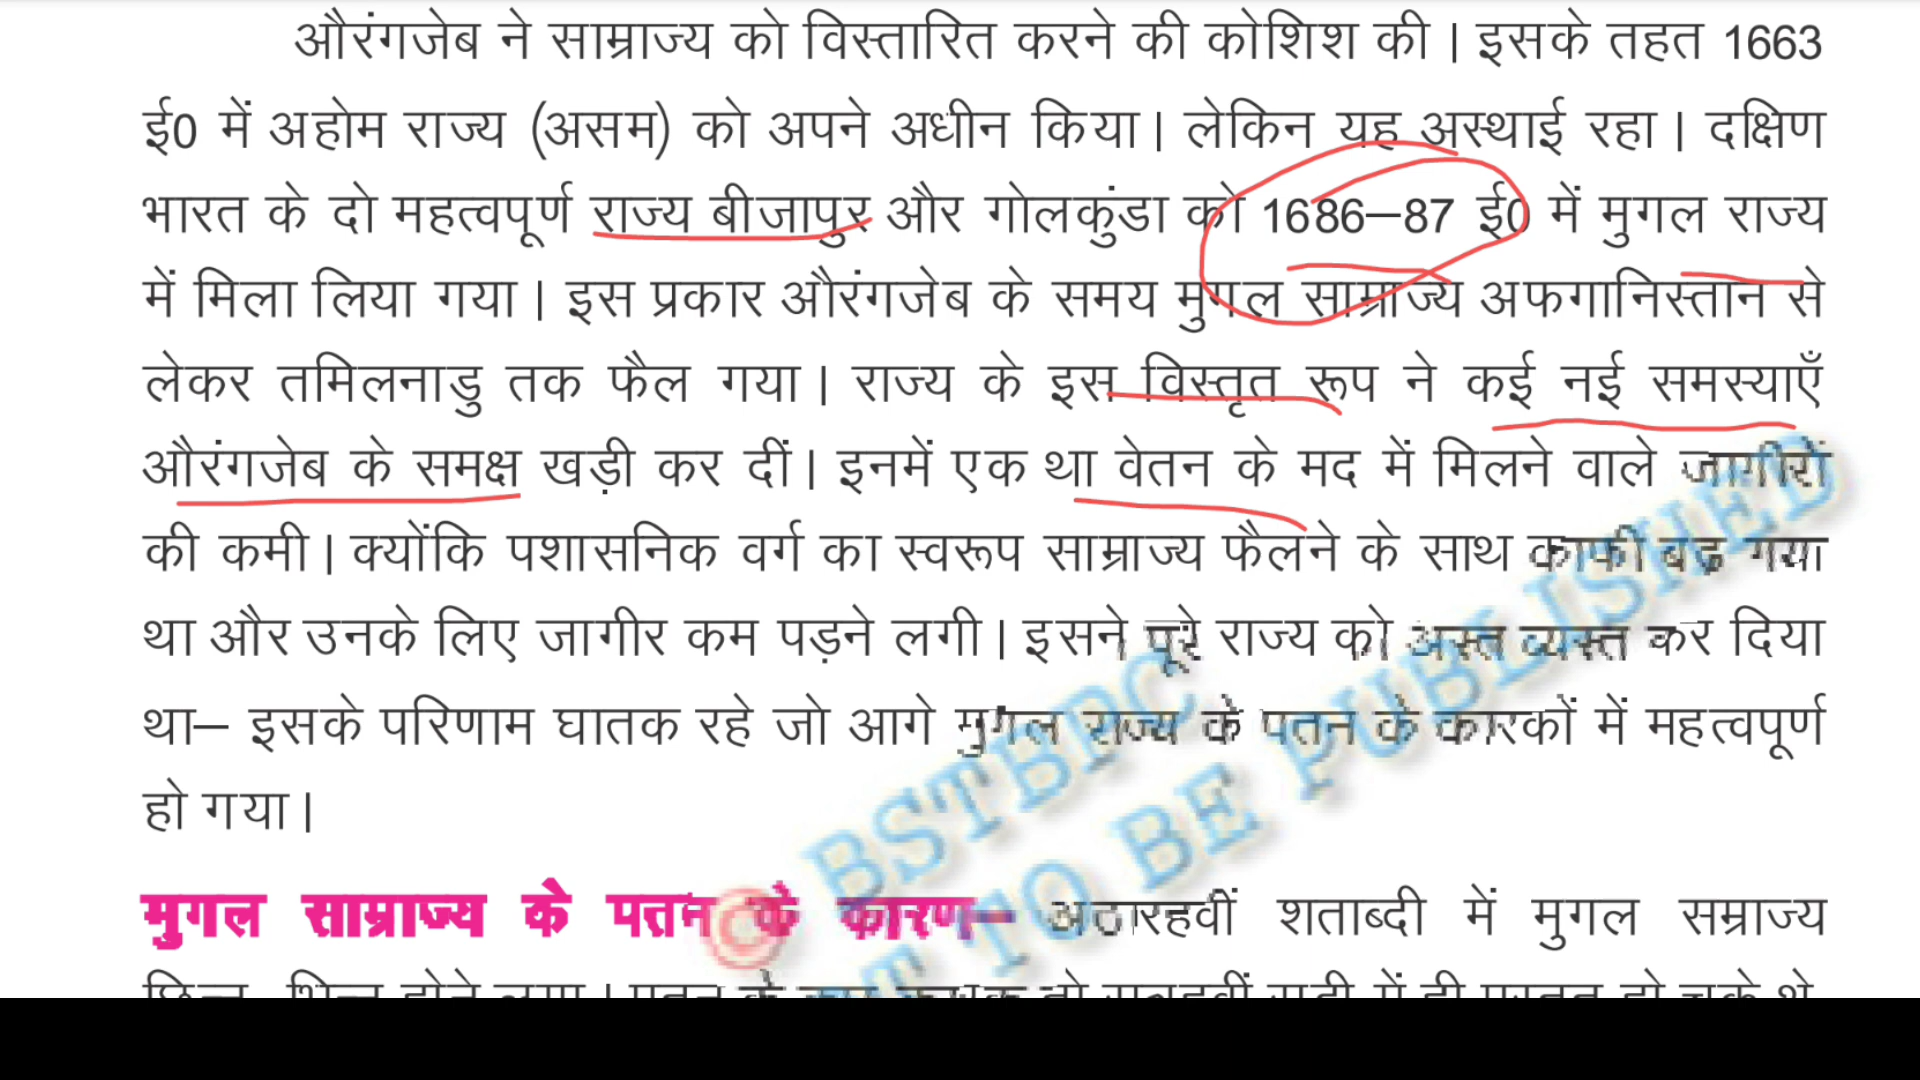 औरंगजेब ने साम्राज्य को विस्तारित करने की कोशिश की। इसके तहत 1663
ई0 में अहोम राज्य (असम) को अपने अधीन किया। लेकिन यह अस्थाई रहा। दक्षिण
भारत के दो महत्वपूर्ण राज्य बीजापुर और गोलकुंडा को 1686–87 ई0 में मुगल राज्य
में मिला लिया गया। इस प्रकार औरंगजेब के समय मुगल साम्राज्य अफगानिस्तान से
लेकर तमिलनाडु तक फैल गया। राज्य के इस विस्तृत रूप ने कई नई समस्याएँ
औरंगजेब के समक्ष खड़ी कर दीं। इनमें एक था वेतन के मद में मिलने वाले जागीरों
की कमी। क्योंकि पशासनिक वर्ग का स्वरूप साम्राज्य फैलने के साथ काफी बढ़ गया
था और उनके लिए जागीर कम पड़ने लगी। इसने पूरे राज्य को अस्त व्यस्त कर दिया
था– इसके परिणाम घातक रहे जो आगे मुगल राज्य के पतन के कारकों में महत्वपूर्ण
हो गया।
मुगल साम्राज्य के पतन के कारण– अठारहवीं शताब्दी में मुगल सम्राज्य
© BSTBPC
TO BE PUBLISHED